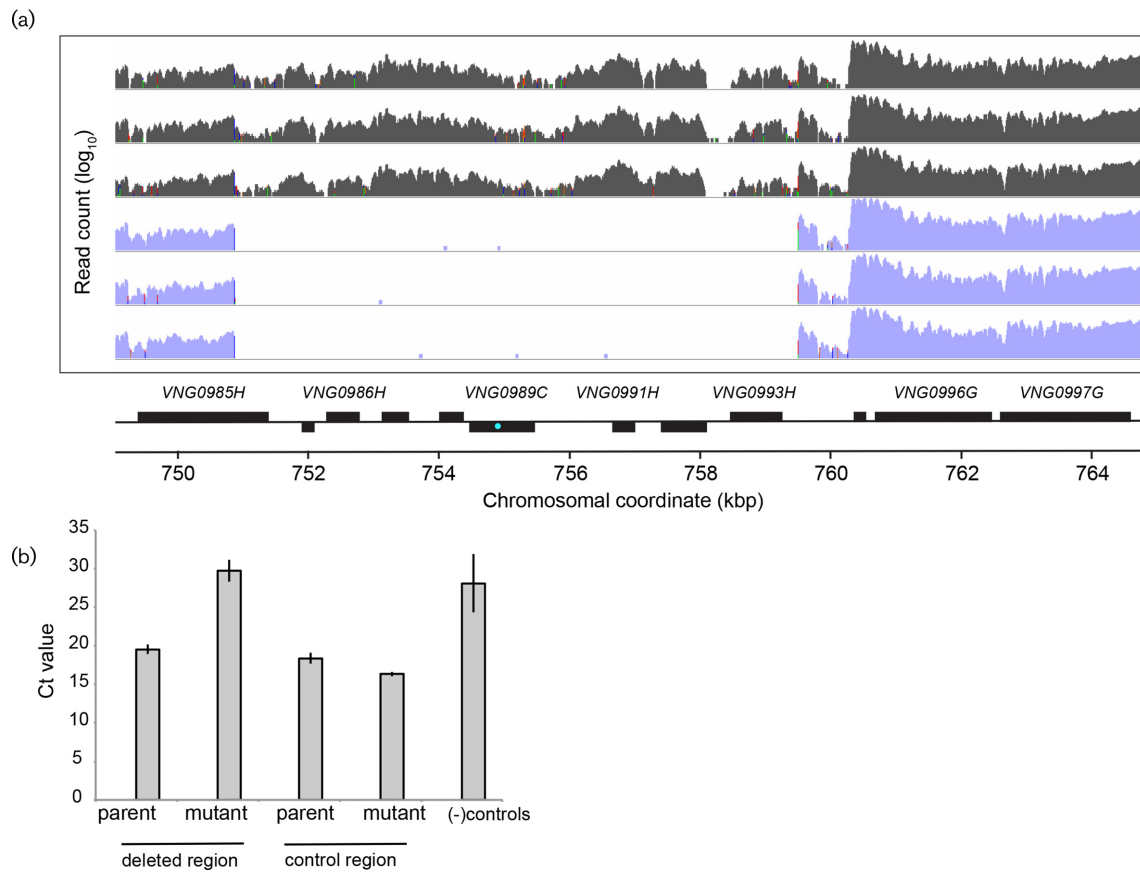 (a)
Read count (log10)
VNG0985H VNG0986H VNG0989C VNG0991H VNG0993H VNG0996G VNG0997G
750 752 754 756 758 760 762 764
Chromosomal coordinate (kbp)
(b)
Ct value
35
30
25
20
15
10
5
0
parent mutant parent mutant (-)controls
deleted region control region